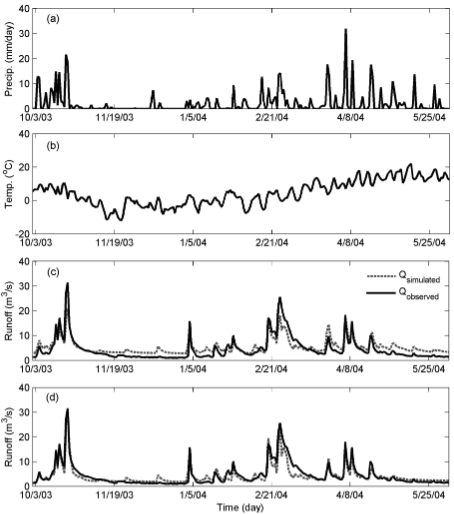 (a)
Precip. (mm/day)
40
30
20
10
0
10/3/03 11/19/03 1/5/04 2/21/04 4/8/04 5/25/04
(b)
Temp. (°C)
40
20
0
-20
10/3/03 11/19/03 1/5/04 2/21/04 4/8/04 5/25/04
(c)
Qsimulated
Qobserved
Runoff (m³/s)
40
30
20
10
0
10/3/03 11/19/03 1/5/04 2/21/04 4/8/04 5/25/04
(d)
Runoff (m³/s)
40
30
20
10
0
10/3/03 11/19/03 1/5/04 2/21/04 4/8/04 5/25/04
Time (day)